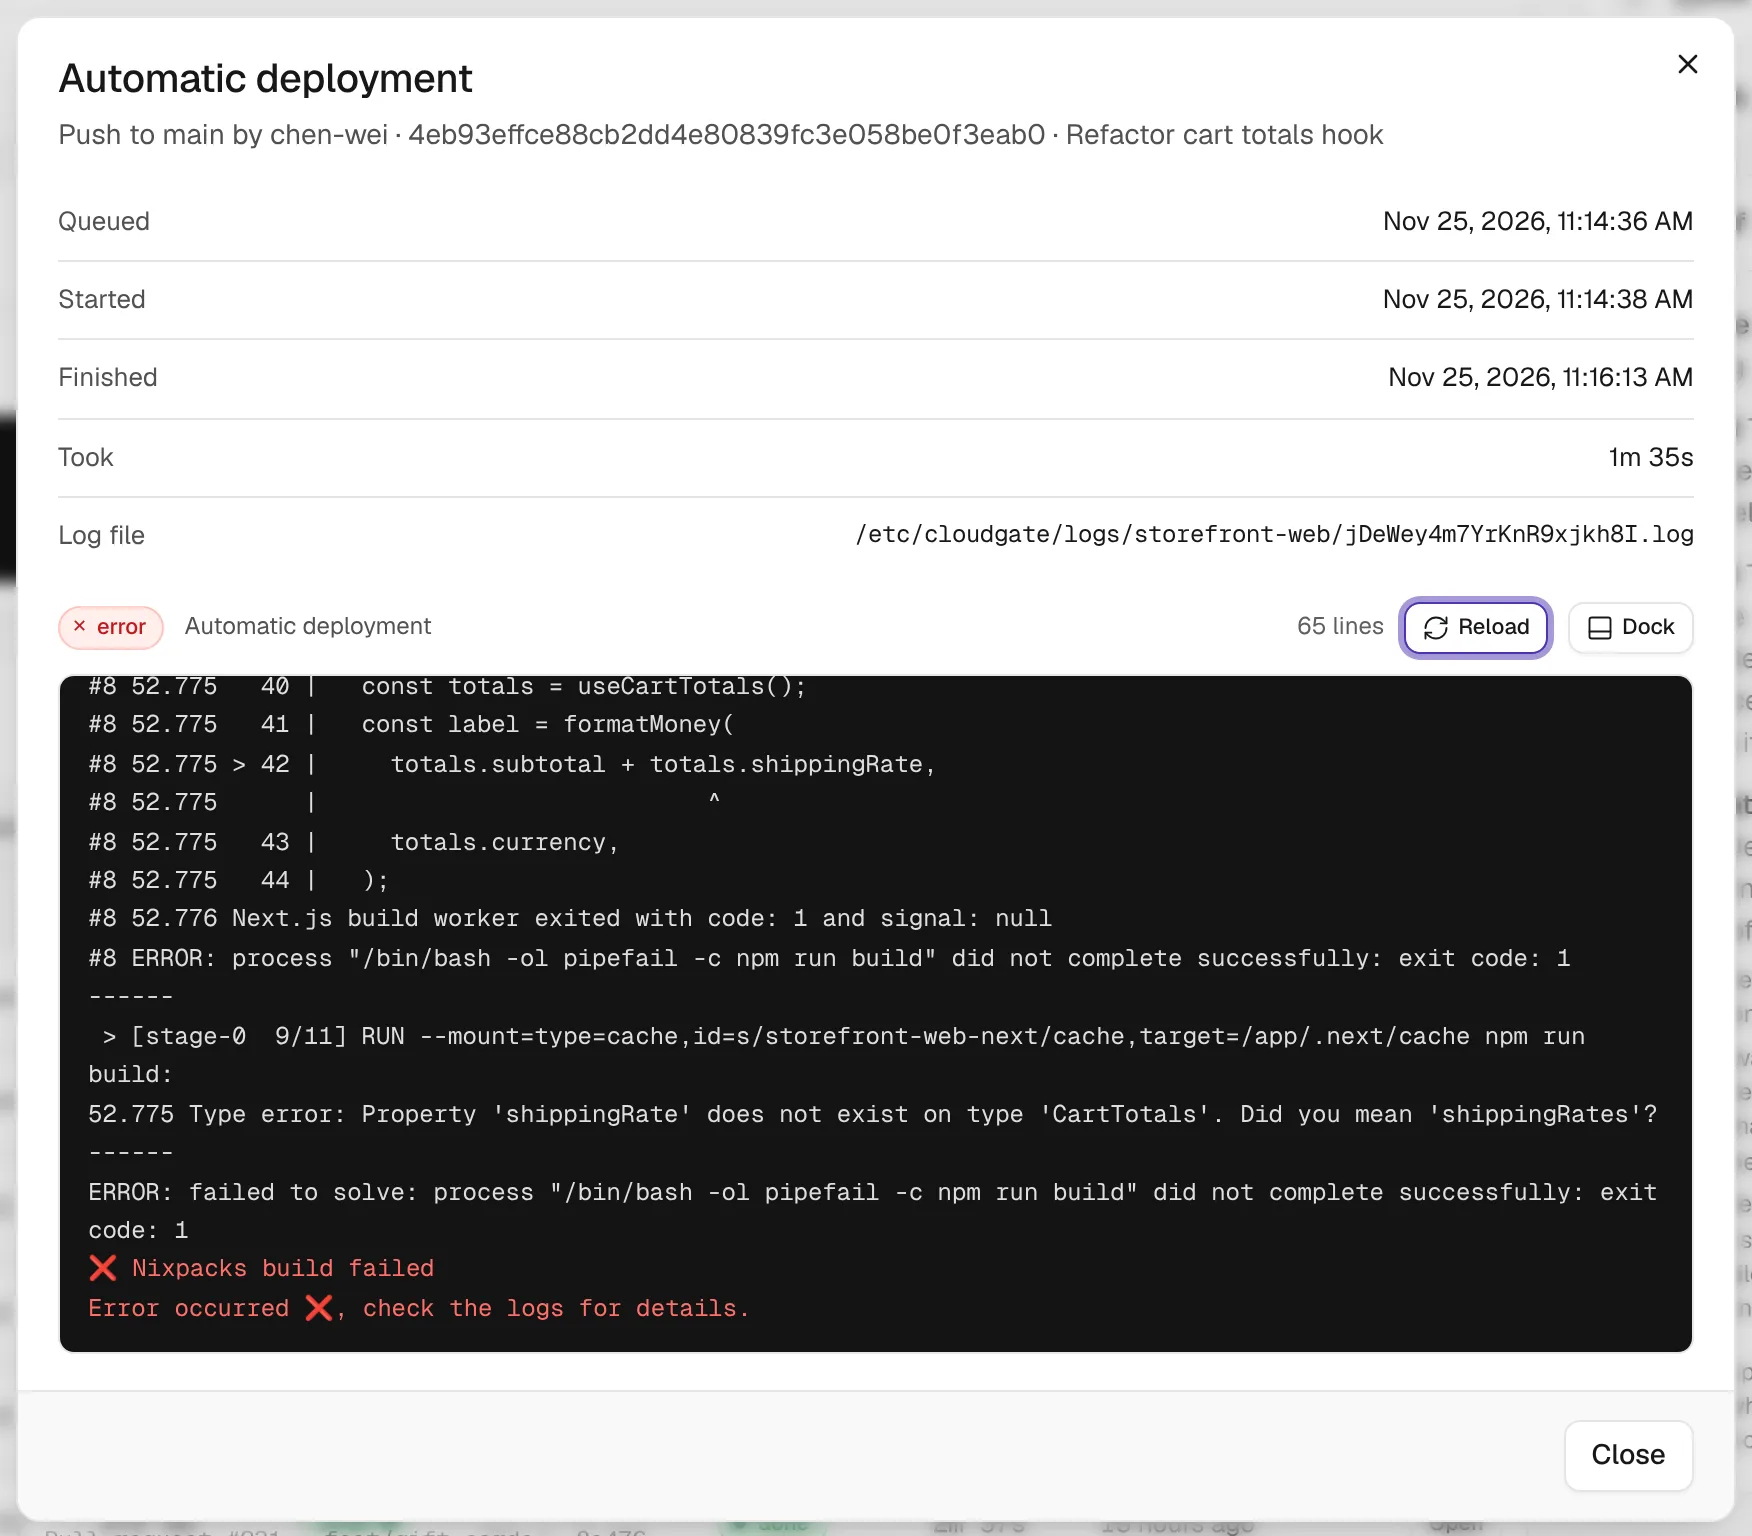 Automatic deployment
Push to main by chen-wei · 4eb93effce88cb2dd4e80839fc3e058be0f3eab0 · Refactor cart totals hook
Queued Nov 25, 2026, 11:14:36 AM
Started Nov 25, 2026, 11:14:38 AM
Finished Nov 25, 2026, 11:16:13 AM
Took 1m 35s
Log file /etc/cloudgate/logs/storefront-web/jDeWey4m7YrKnR9xjkh8I.log
× error Automatic deployment 65 lines Reload Dock
#8 52.775   40 |   const totals = useCartTotals();
#8 52.775   41 |   const label = formatMoney(
#8 52.775 > 42 |     totals.subtotal + totals.shippingRate,
#8 52.775      |                           ^
#8 52.775   43 |     totals.currency,
#8 52.775   44 |   );
#8 52.776 Next.js build worker exited with code: 1 and signal: null
#8 ERROR: process "/bin/bash -ol pipefail -c npm run build" did not complete successfully: exit code: 1
------
 > [stage-0  9/11] RUN --mount=type=cache,id=s/storefront-web-next/cache,target=/app/.next/cache npm run
build:
52.775 Type error: Property 'shippingRate' does not exist on type 'CartTotals'. Did you mean 'shippingRates'?
------
ERROR: failed to solve: process "/bin/bash -ol pipefail -c npm run build" did not complete successfully: exit
code: 1
❌ Nixpacks build failed
Error occurred ❌, check the logs for details.
Close